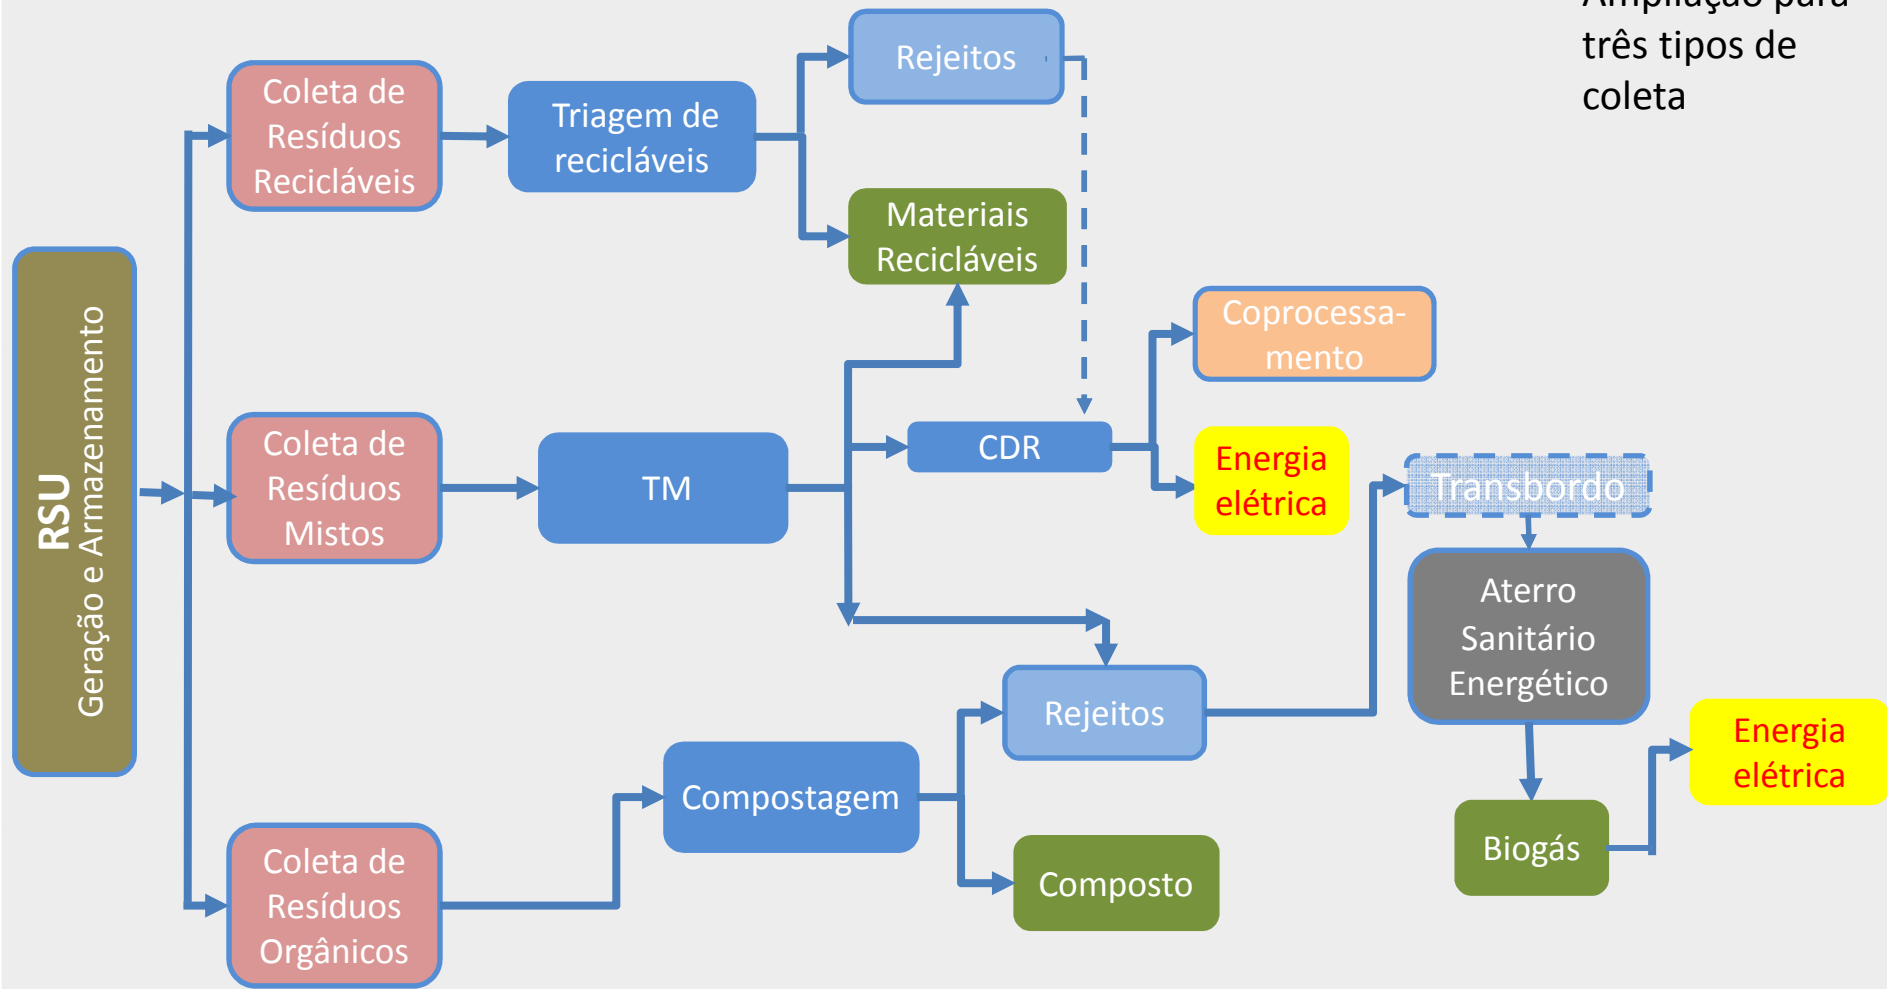 Ampliação para
três tipos de
coleta
Rejeitos
Coleta de
Resíduos
Recicláveis
Triagem de
recicláveis
Materiais
Recicláveis
Coprocessa-
mento
RSU
Geração e Armazenamento
Coleta de
Resíduos
Mistos
TM
CDR
Energia
elétrica
Transbordo
Aterro
Sanitário
Energético
Rejeitos
Compostagem
Energia
elétrica
Biogás
Composto
Coleta de
Resíduos
Orgânicos